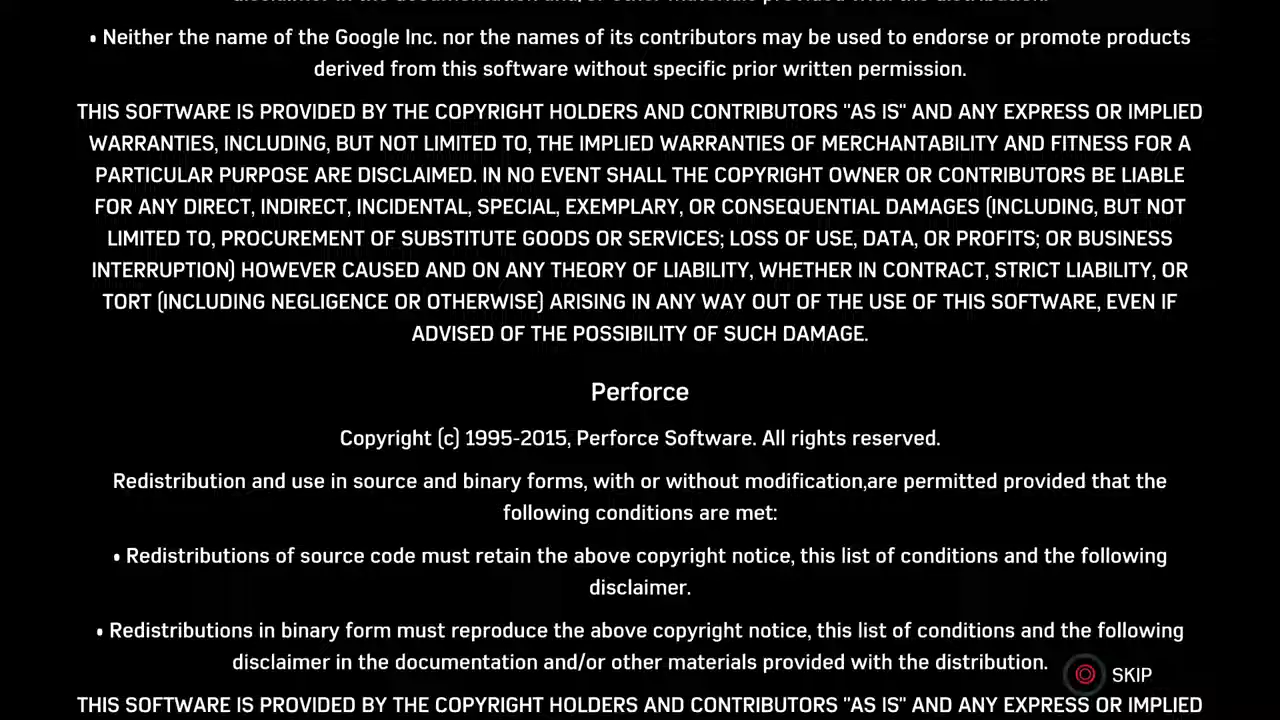 disclaimer in the documentation and/or other materials provided with the distribution.
• Neither the name of the Google Inc. nor the names of its contributors may be used to endorse or promote products
derived from this software without specific prior written permission.
THIS SOFTWARE IS PROVIDED BY THE COPYRIGHT HOLDERS AND CONTRIBUTORS "AS IS" AND ANY EXPRESS OR IMPLIED
WARRANTIES, INCLUDING, BUT NOT LIMITED TO, THE IMPLIED WARRANTIES OF MERCHANTABILITY AND FITNESS FOR A
PARTICULAR PURPOSE ARE DISCLAIMED. IN NO EVENT SHALL THE COPYRIGHT OWNER OR CONTRIBUTORS BE LIABLE
FOR ANY DIRECT, INDIRECT, INCIDENTAL, SPECIAL, EXEMPLARY, OR CONSEQUENTIAL DAMAGES (INCLUDING, BUT NOT
LIMITED TO, PROCUREMENT OF SUBSTITUTE GOODS OR SERVICES; LOSS OF USE, DATA, OR PROFITS; OR BUSINESS
INTERRUPTION) HOWEVER CAUSED AND ON ANY THEORY OF LIABILITY, WHETHER IN CONTRACT, STRICT LIABILITY, OR
TORT (INCLUDING NEGLIGENCE OR OTHERWISE) ARISING IN ANY WAY OUT OF THE USE OF THIS SOFTWARE, EVEN IF
ADVISED OF THE POSSIBILITY OF SUCH DAMAGE.
Perforce
Copyright (c) 1995-2015, Perforce Software. All rights reserved.
Redistribution and use in source and binary forms, with or without modification,are permitted provided that the
following conditions are met:
• Redistributions of source code must retain the above copyright notice, this list of conditions and the following
disclaimer.
• Redistributions in binary form must reproduce the above copyright notice, this list of conditions and the following
disclaimer in the documentation and/or other materials provided with the distribution.
SKIP
THIS SOFTWARE IS PROVIDED BY THE COPYRIGHT HOLDERS AND CONTRIBUTORS "AS IS" AND ANY EXPRESS OR IMPLIED